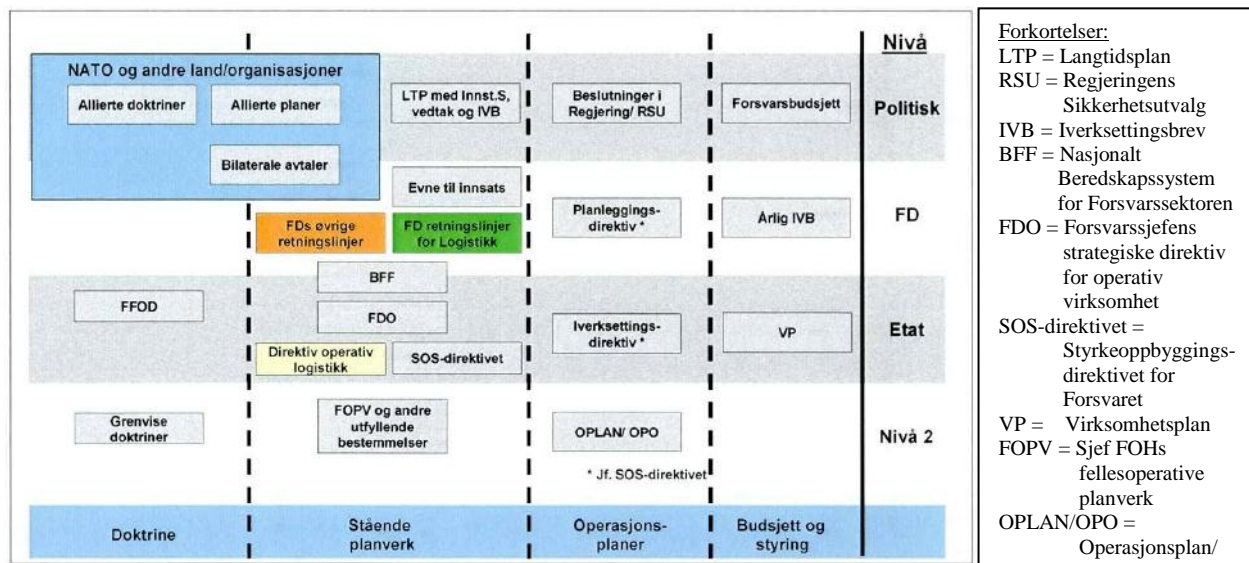 Nivå
NATO og andre land/organisasjoner
Allierte doktriner
Allierte planer
LTP med Innst.S,
vedtak og IVB
Beslutninger i
Regjering/ RSU
Forsvarsbudsjett
Politisk
Bilaterale avtaler
Evne til innsats
FDs øvrige
retningslinjer
FD retningslinjer
for Logistikk
Planleggings-
direktiv *
Årlig IVB
FD
BFF
FFOD
FDO
Iverksettings-
direktiv *
VP
Etat
Direktiv operativ
logistikk
SOS-direktivet
Grenvise
doktriner
FOPV og andre
utfyllende
bestemmelser
OPLAN/ OPO
Nivå 2
* Jf. SOS-direktivet
Doktrine
Stående
planverk
Operasjons-
planer
Budsjett og
styring
Forkortelser:
LTP = Langtidsplan
RSU = Regjeringens
Sikkerhetsutvalg
IVB = Iverksettingsbrev
BFF = Nasjonalt
Beredskapssystem
for Forsvarssektoren
FDO = Forsvarssjefens
strategiske direktiv
for operativ
virksomhet
SOS-direktivet =
Styrkeoppbyggings-
direktivet for
Forsvaret
VP = Virksomhetsplan
FOPV = Sjef FOHs
fellesoperative
planverk
OPLAN/OPO =
Operasjonsplan/